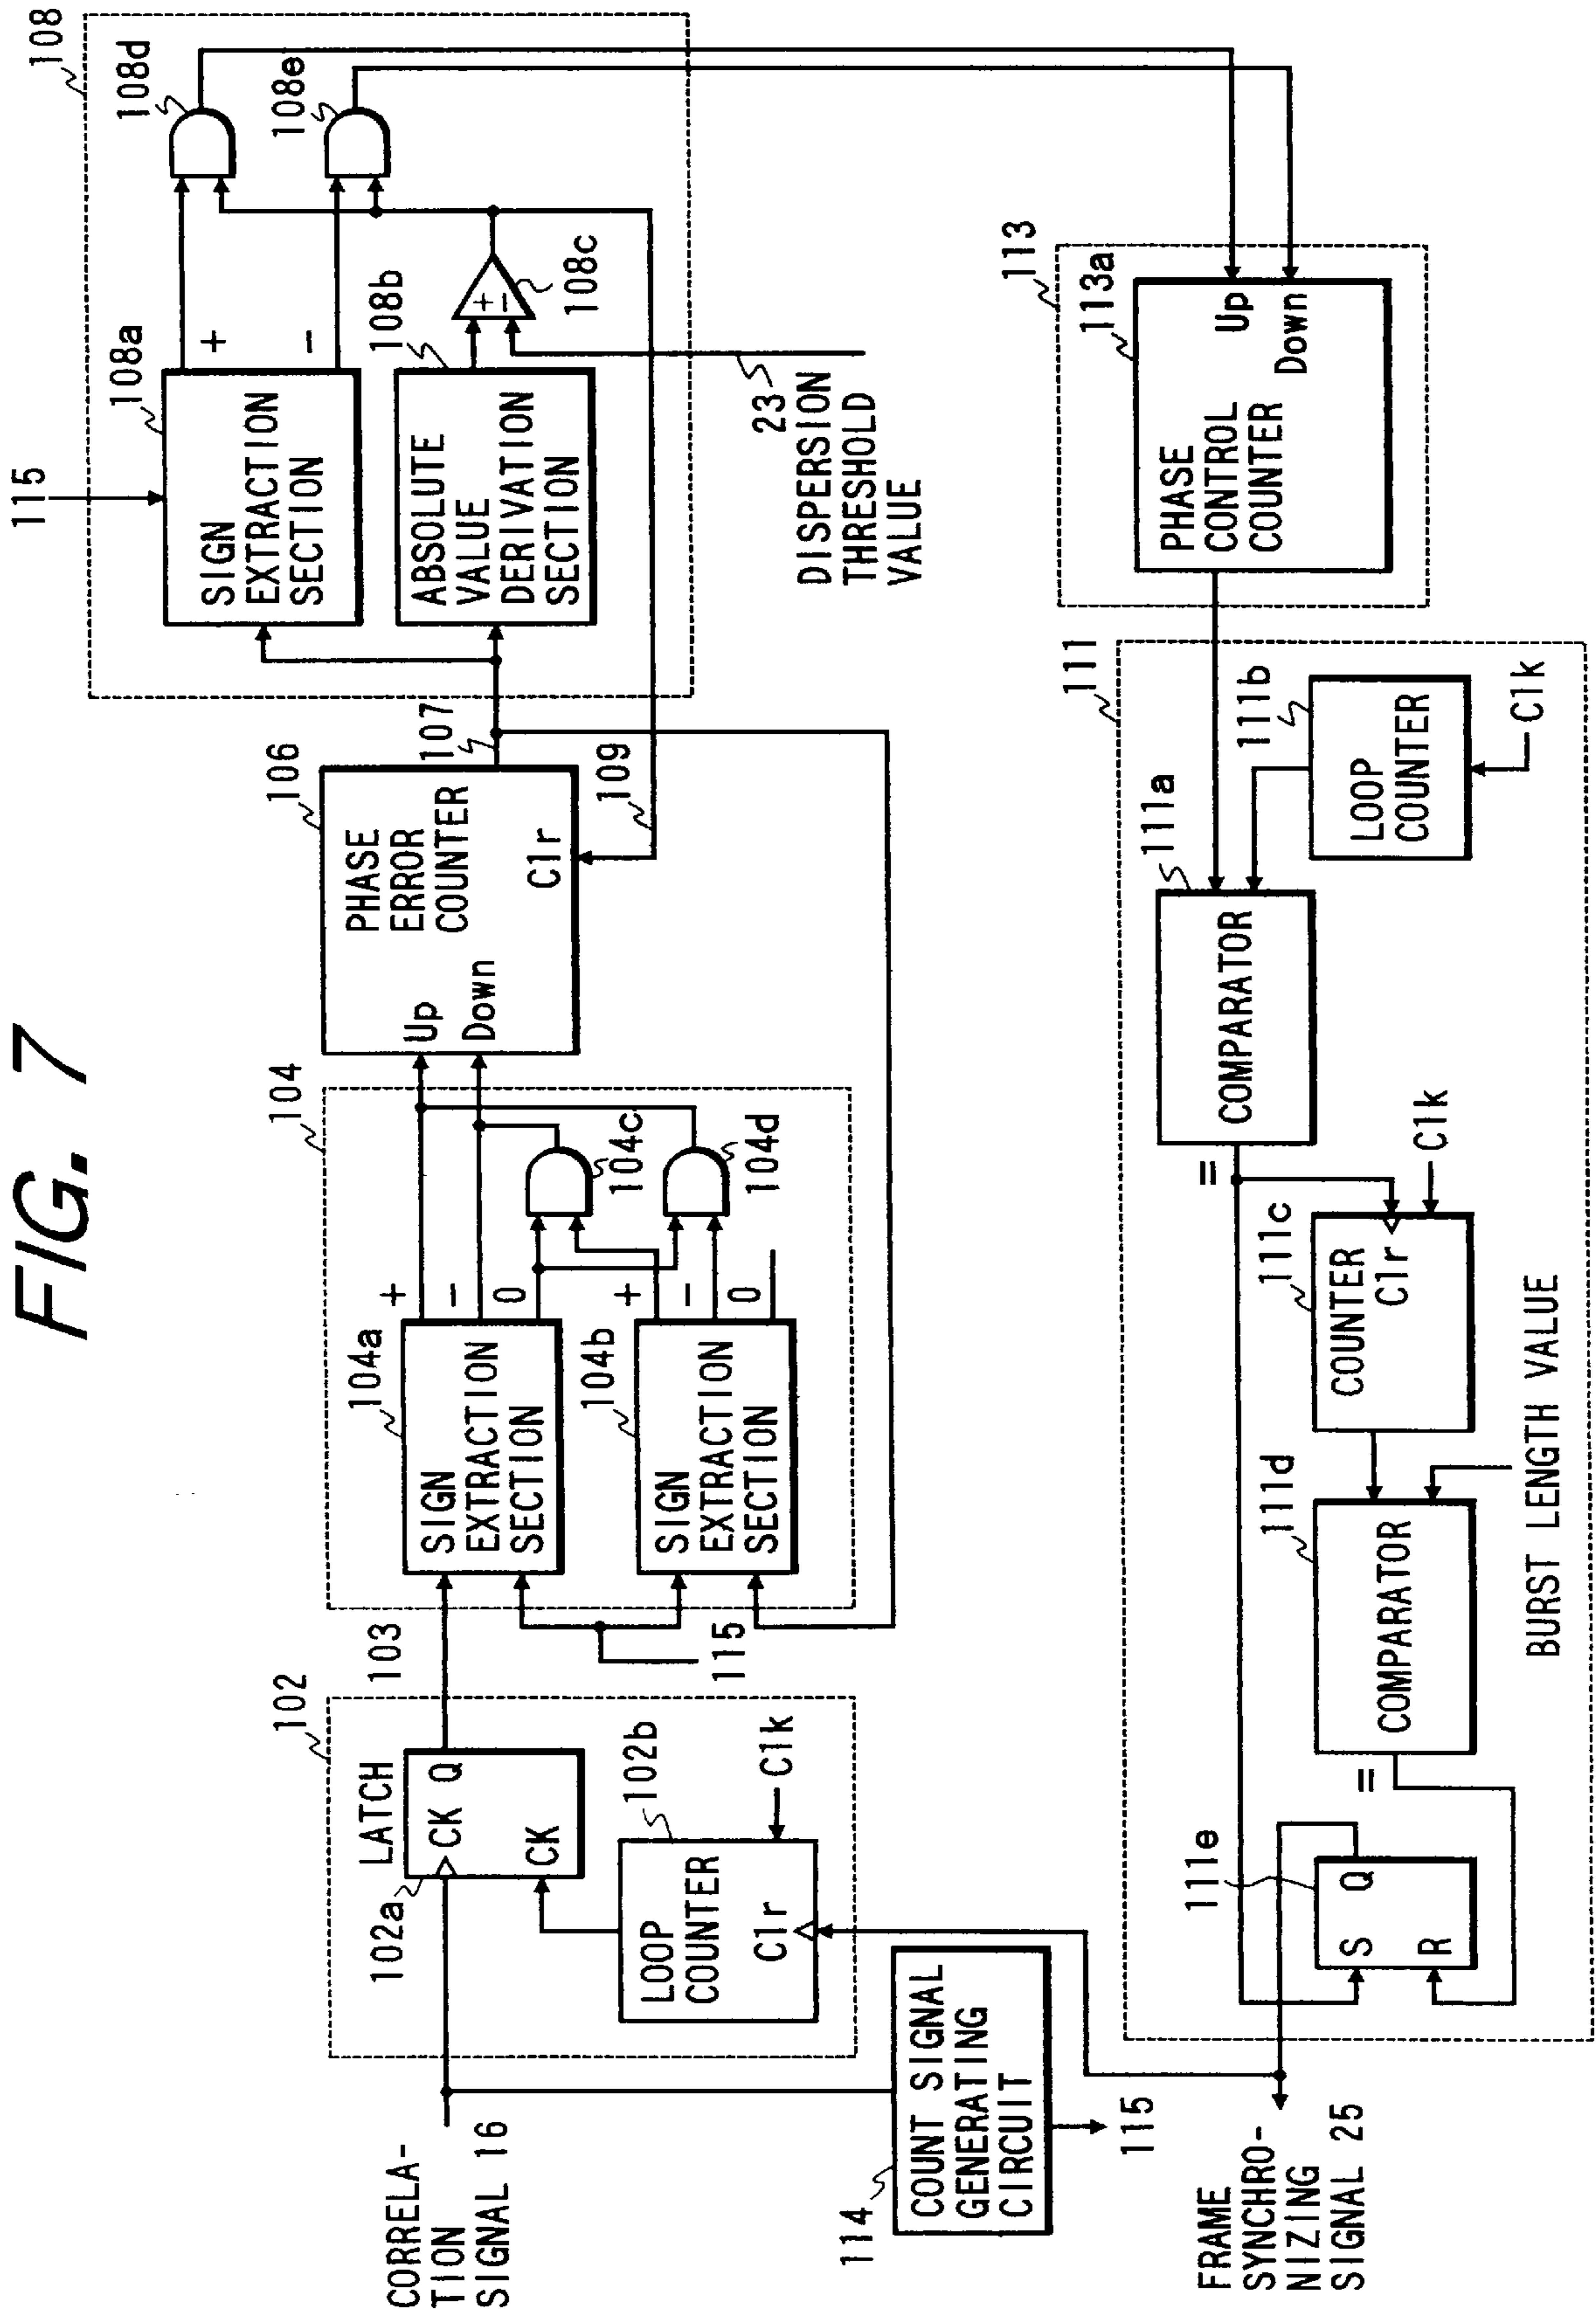 FIG. 7
CORRELA-
TION
SIGNAL 16
102
LATCH
102a
CK Q
CK
102b
LOOP
COUNTER
Clr
Clk
103
104
104a
SIGN
EXTRACTION
SECTION
+
−
0
104b
SIGN
EXTRACTION
SECTION
+
−
0
104c
104d
115
106
PHASE
ERROR
COUNTER
Up
Down
Clr
107
109
108
115
108a
SIGN
EXTRACTION
SECTION
+
−
108b
ABSOLUTE
VALUE
DERIVATION
SECTION
+
−
108c
108d
108e
23
DISPERSION
THRESHOLD
VALUE
114
COUNT SIGNAL
GENERATING
CIRCUIT
115
FRAME
SYNCHRO-
NIZING
SIGNAL 25
111
111e
S Q
R
111d
COMPARATOR
=
BURST LENGTH VALUE
111c
COUNTER
Clr
Clk
111a
COMPARATOR
=
111b
LOOP
COUNTER
Clk
113
113a
PHASE
CONTROL
COUNTER
Up
Down